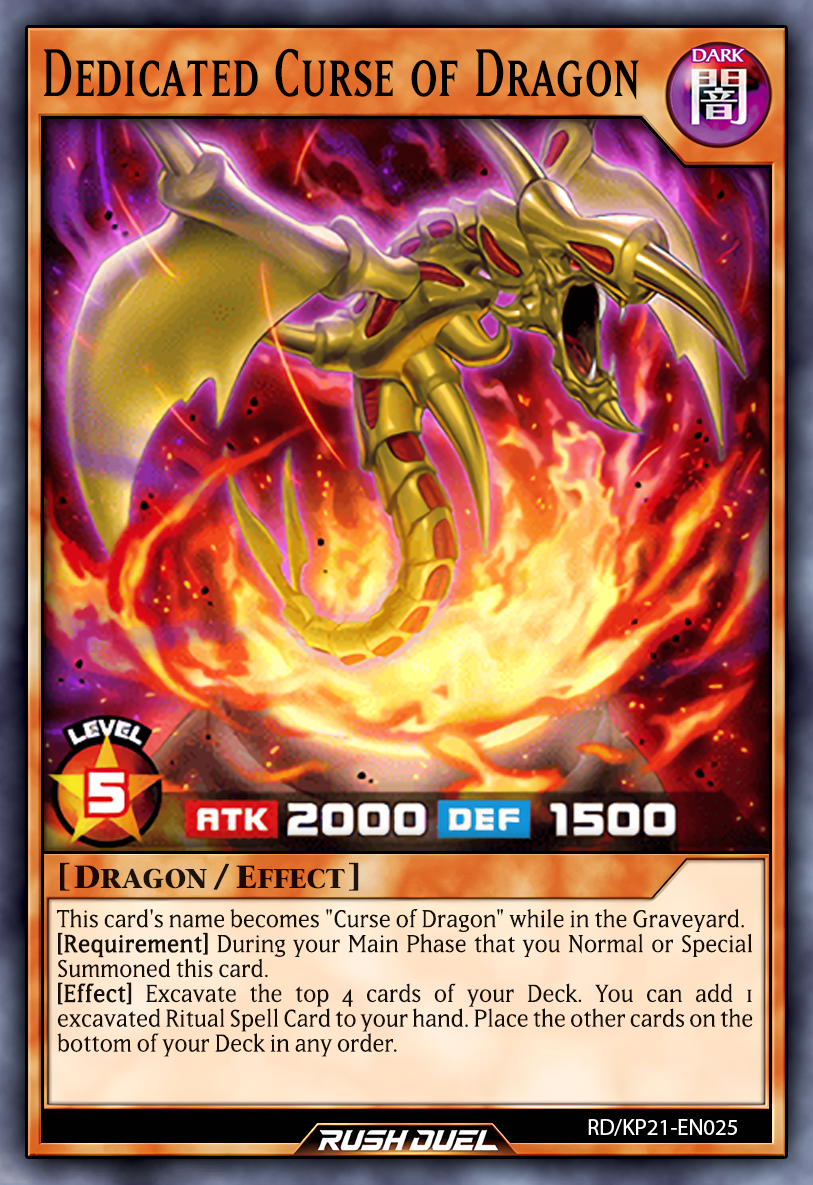 Dedicated Curse of Dragon
DARK
闇
LEVEL
5
ATK 2000 DEF 1500
[Dragon / Effect]
This card's name becomes "Curse of Dragon" while in the Graveyard.
[Requirement] During your Main Phase that you Normal or Special
Summoned this card.
[Effect] Excavate the top 4 cards of your Deck. You can add 1
excavated Ritual Spell Card to your hand. Place the other cards on the
bottom of your Deck in any order.
RUSH DUEL
RD/KP21-EN025